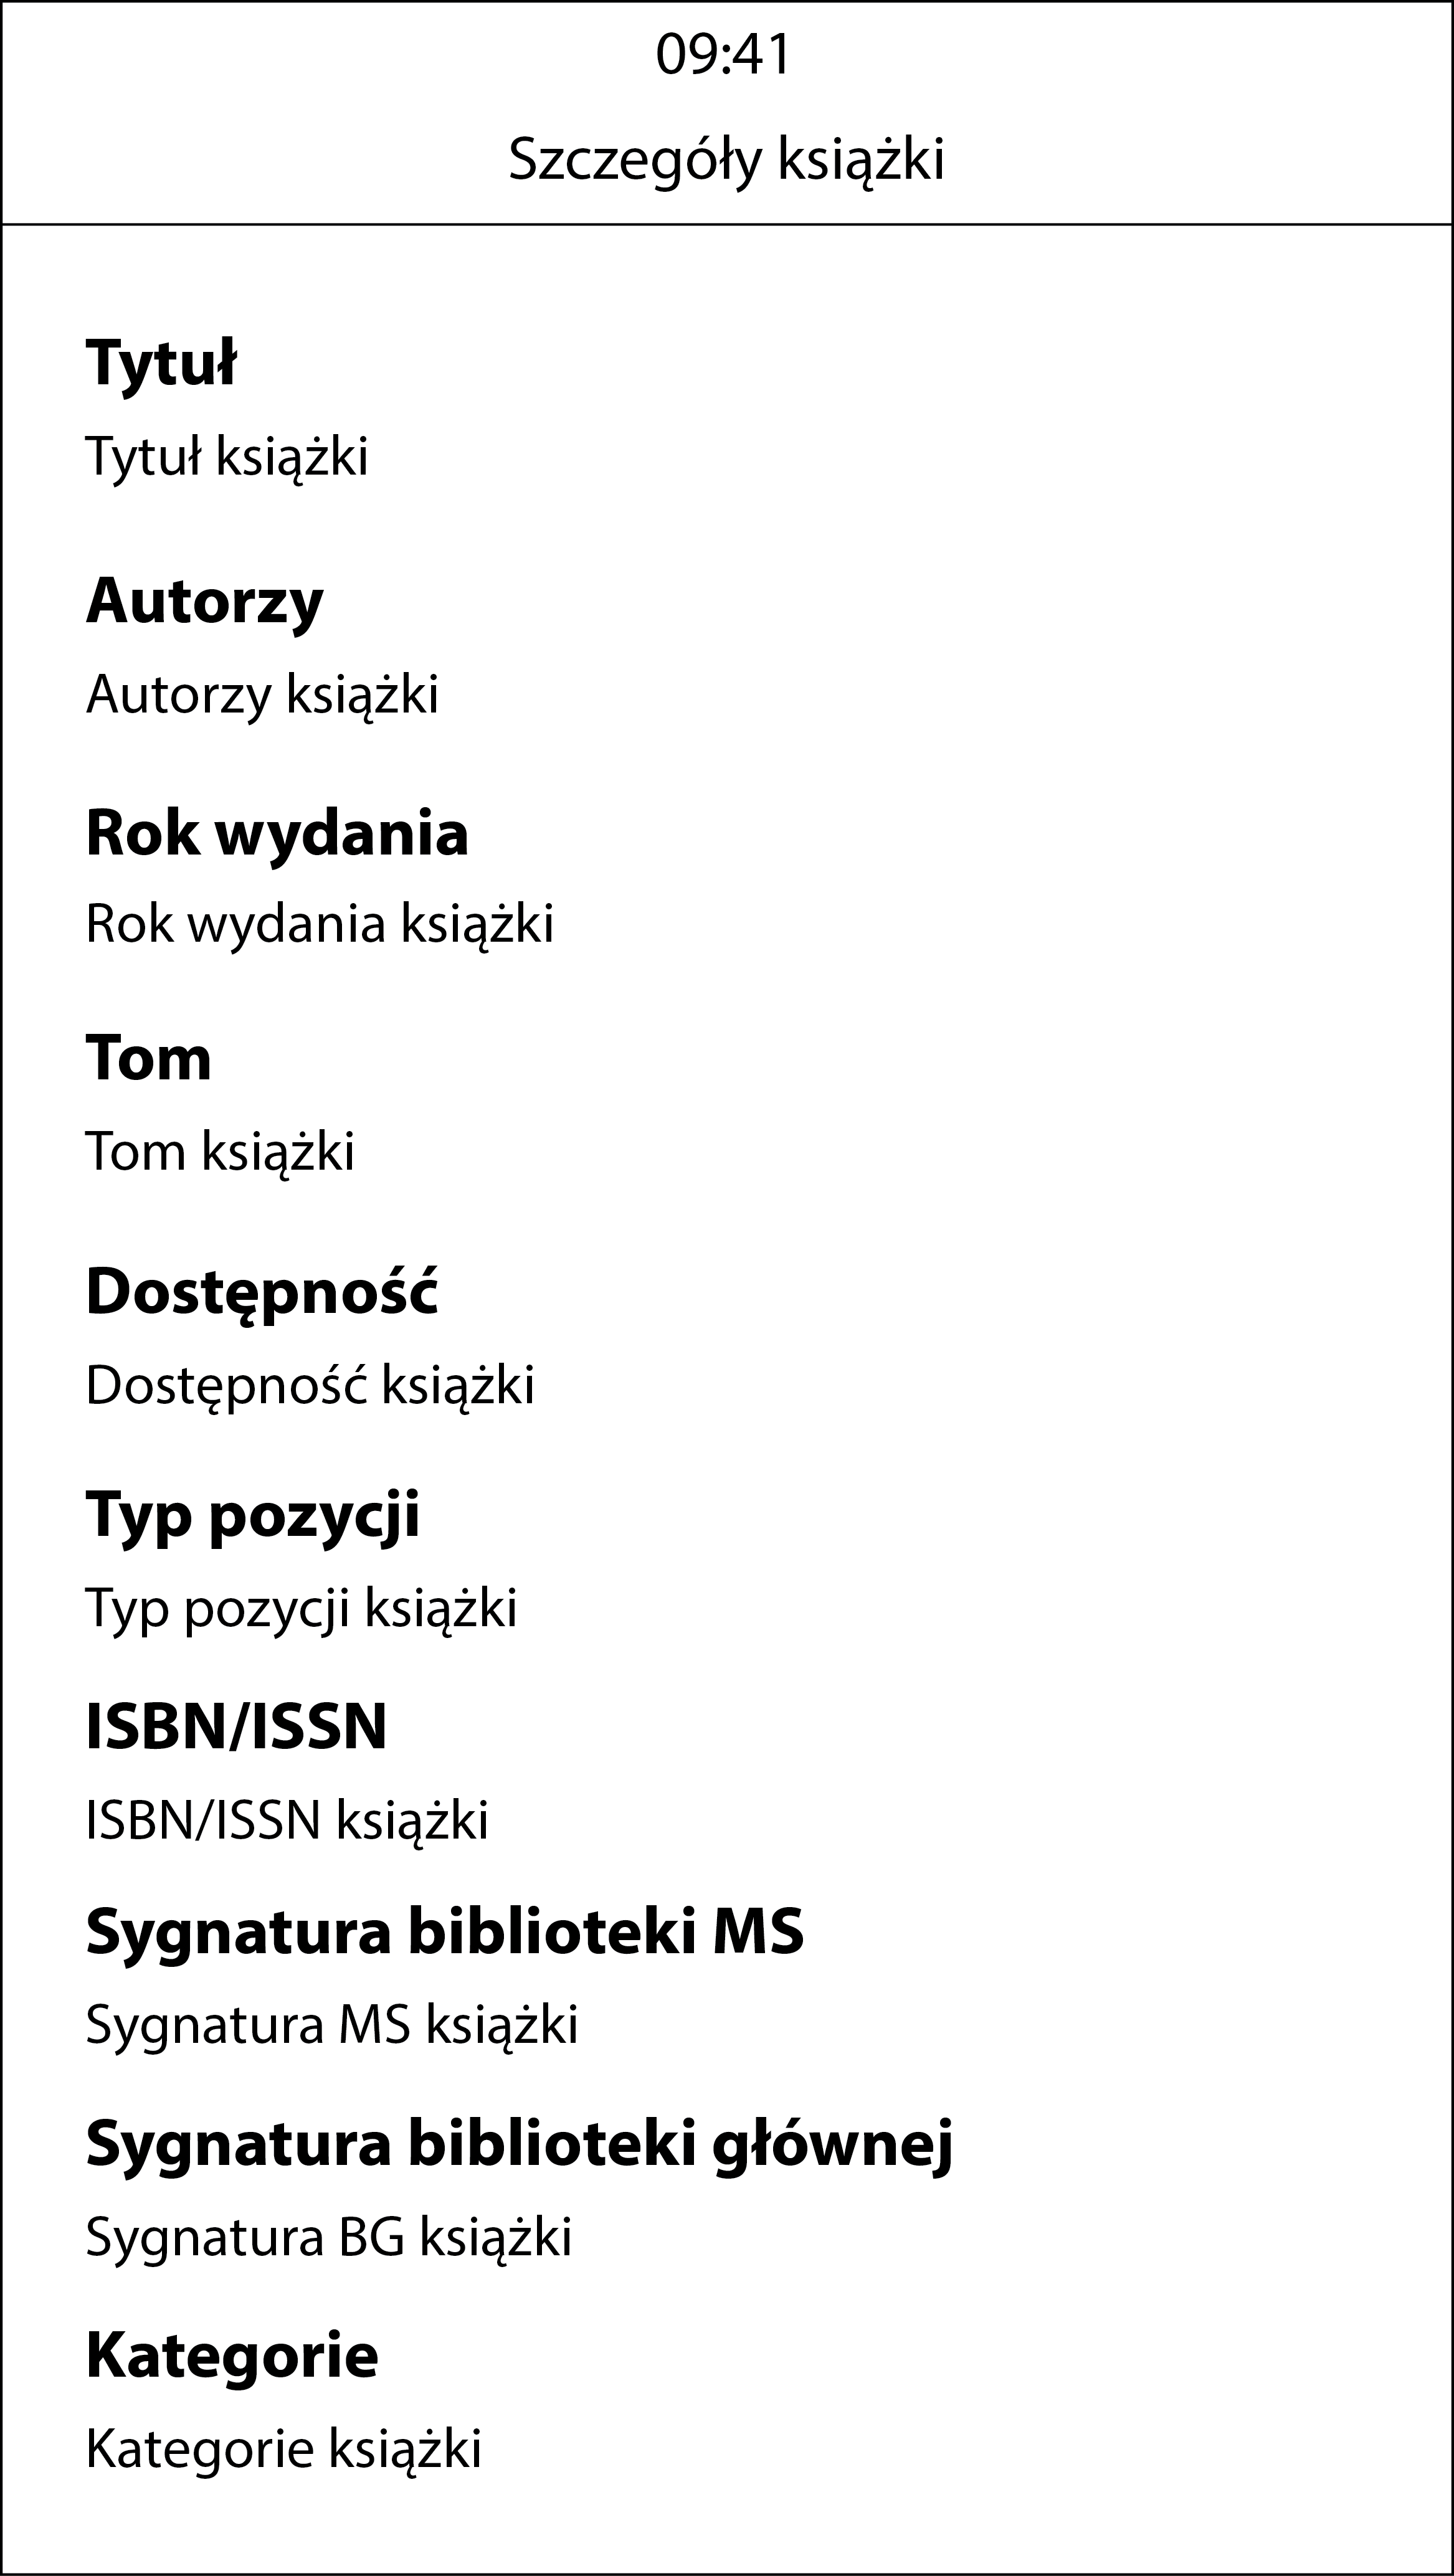 09:41
Szczegóły książki
Tytuł
Tytuł książki
Autorzy
Autorzy książki
Rok wydania
Rok wydania książki
Tom
Tom książki
Dostępność
Dostępność książki
Typ pozycji
Typ pozycji książki
ISBN/ISSN
ISBN/ISSN książki
Sygnatura biblioteki MS
Sygnatura MS książki
Sygnatura biblioteki głównej
Sygnatura BG książki
Kategorie
Kategorie książki